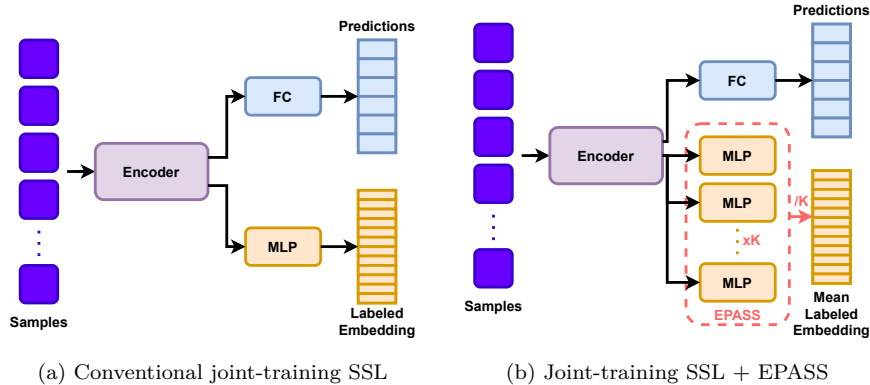 Predictions
FC
Encoder
MLP
Samples
Labeled
Embedding
(a) Conventional joint-training SSL
Predictions
FC
Encoder
MLP
MLP
/K
xK
MLP
EPASS
Samples
Mean
Labeled
Embedding
(b) Joint-training SSL + EPASS